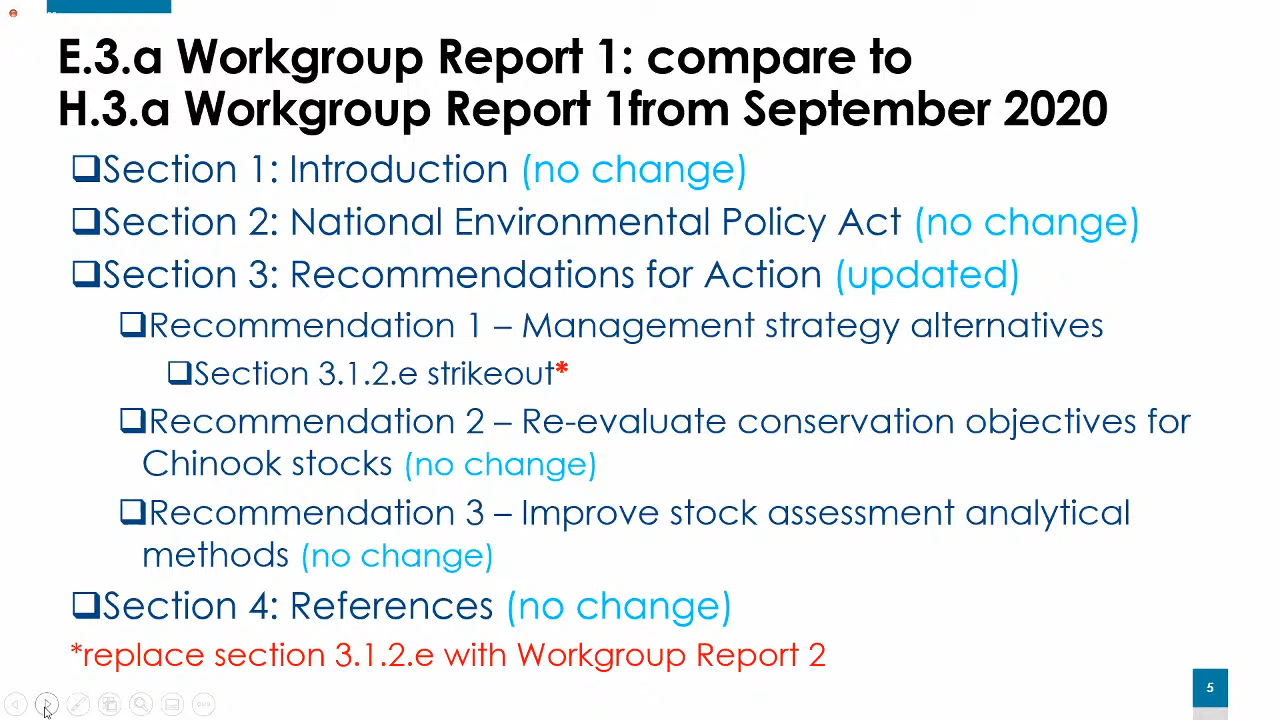 E.3.a Workgroup Report 1: compare to
H.3.a Workgroup Report 1from September 2020
Section 1: Introduction (no change)
Section 2: National Environmental Policy Act (no change)
Section 3: Recommendations for Action (updated)
Recommendation 1 – Management strategy alternatives
Section 3.1.2.e strikeout*
Recommendation 2 – Re-evaluate conservation objectives for
Chinook stocks (no change)
Recommendation 3 – Improve stock assessment analytical
methods (no change)
Section 4: References (no change)
*replace section 3.1.2.e with Workgroup Report 2
5